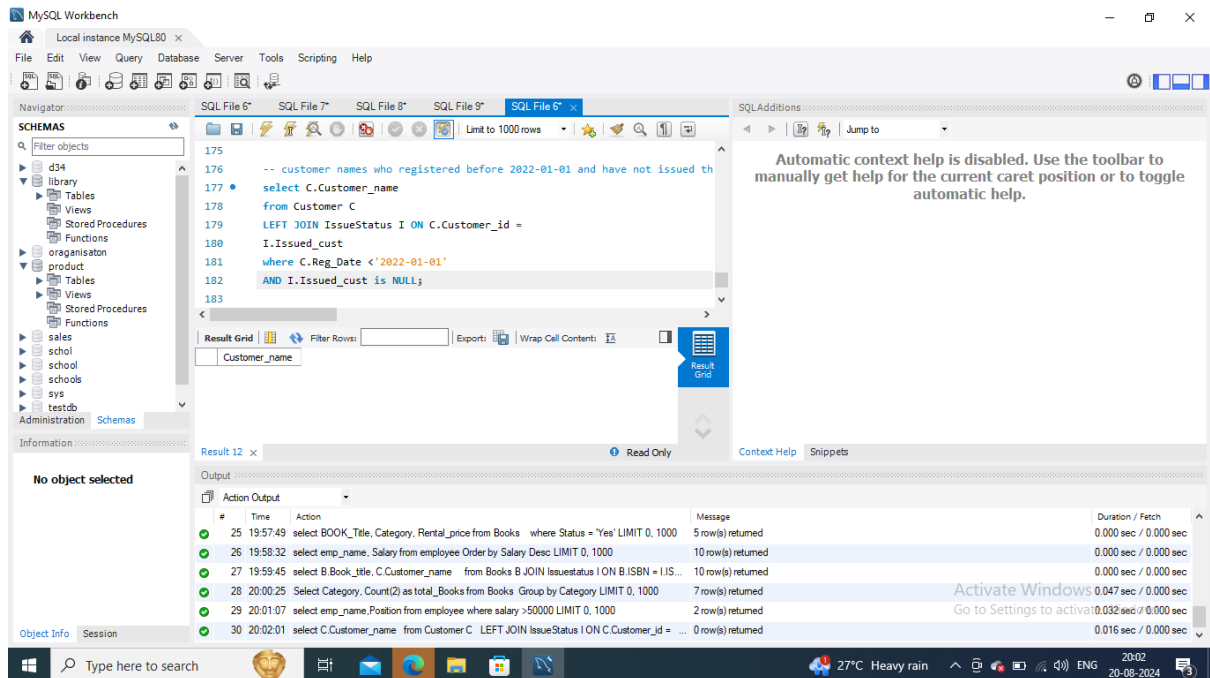 MySQL Workbench
Local instance MySQL80
File Edit View Query Database Server Tools Scripting Help
Navigator
SCHEMAS
Filter objects
d34
library
Tables
Views
Stored Procedures
Functions
oraganisaton
product
Tables
Views
Stored Procedures
Functions
sales
schol
school
schools
sys
testdb
Administration Schemas
Information
No object selected
Object Info Session
SQL File 6* SQL File 7* SQL File 8* SQL File 9* SQL File 6*
Limit to 1000 rows
175
176 -- customer names who registered before 2022-01-01 and have not issued th
177 select C.Customer_name
178 from Customer C
179 LEFT JOIN IssueStatus I ON C.Customer_id =
180 I.Issued_cust
181 where C.Reg_Date <'2022-01-01'
182 AND I.Issued_cust is NULL;
183
Result Grid Filter Rows: Export: Wrap Cell Content:
Customer_name
Result Grid
Result 12 Read Only
SQLAdditions
Jump to
Automatic context help is disabled. Use the toolbar to
manually get help for the current caret position or to toggle
automatic help.
Context Help Snippets
Output
Action Output
# Time Action Message Duration / Fetch
25 19:57:49 select BOOK_Title, Category, Rental_price from Books where Status = 'Yes' LIMIT 0, 1000 5 row(s) returned 0.000 sec / 0.000 sec
26 19:58:32 select emp_name, Salary from employee Order by Salary Desc LIMIT 0, 1000 10 row(s) returned 0.000 sec / 0.000 sec
27 19:59:45 select B.Book_title, C.Customer_name from Books B JOIN Issuestatus I ON B.ISBN = I.IS... 10 row(s) returned 0.000 sec / 0.000 sec
28 20:00:25 Select Category, Count(2) as total_Books from Books Group by Category LIMIT 0, 1000 7 row(s) returned 0.047 sec / 0.000 sec
29 20:01:07 select emp_name,Position from employee where salary >50000 LIMIT 0, 1000 2 row(s) returned 0.032 sec / 0.000 sec
30 20:02:01 select C.Customer_name from Customer C LEFT JOIN IssueStatus I ON C.Customer_id = ... 0 row(s) returned 0.016 sec / 0.000 sec
Activate Windows
Go to Settings to activate
Type here to search
27°C Heavy rain
ENG
20:02
20-08-2024
3